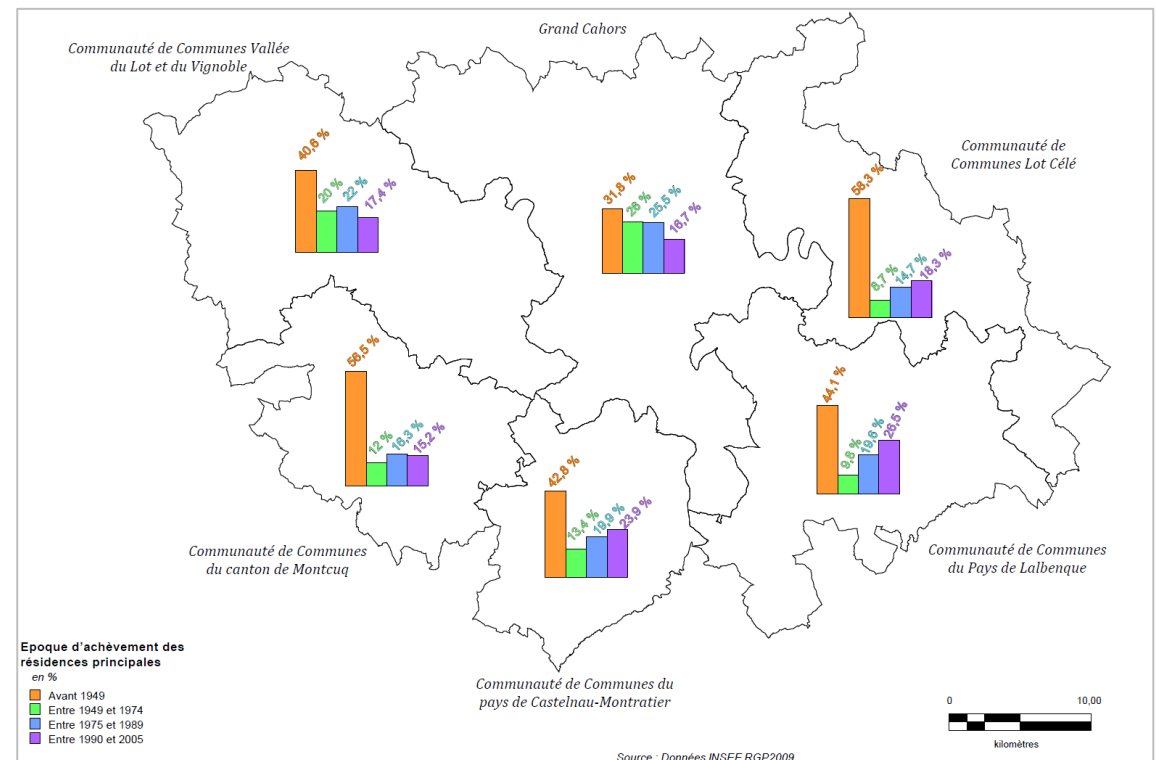 Grand Cahors
Communauté de Communes Vallée
du Lot et du Vignoble
Communauté de
Communes Lot Célé
40,6 %
20 %
22 %
17,4 %
31,8 %
26 %
25,5 %
16,7 %
58,3 %
8,7 %
14,7 %
18,3 %
56,5 %
12 %
16,3 %
15,2 %
42,8 %
13,4 %
19,9 %
23,9 %
44,1 %
9,8 %
19,6 %
26,5 %
Communauté de Communes
du canton de Montcuq
Communauté de Communes
du Pays de Lalbenque
Communauté de Communes du
pays de Castelnau-Montratier
Epoque d'achèvement des
résidences principales
en %
Avant 1949
Entre 1949 et 1974
Entre 1975 et 1989
Entre 1990 et 2005
0 10,00
kilomètres
Source : Données INSEE RGP2009